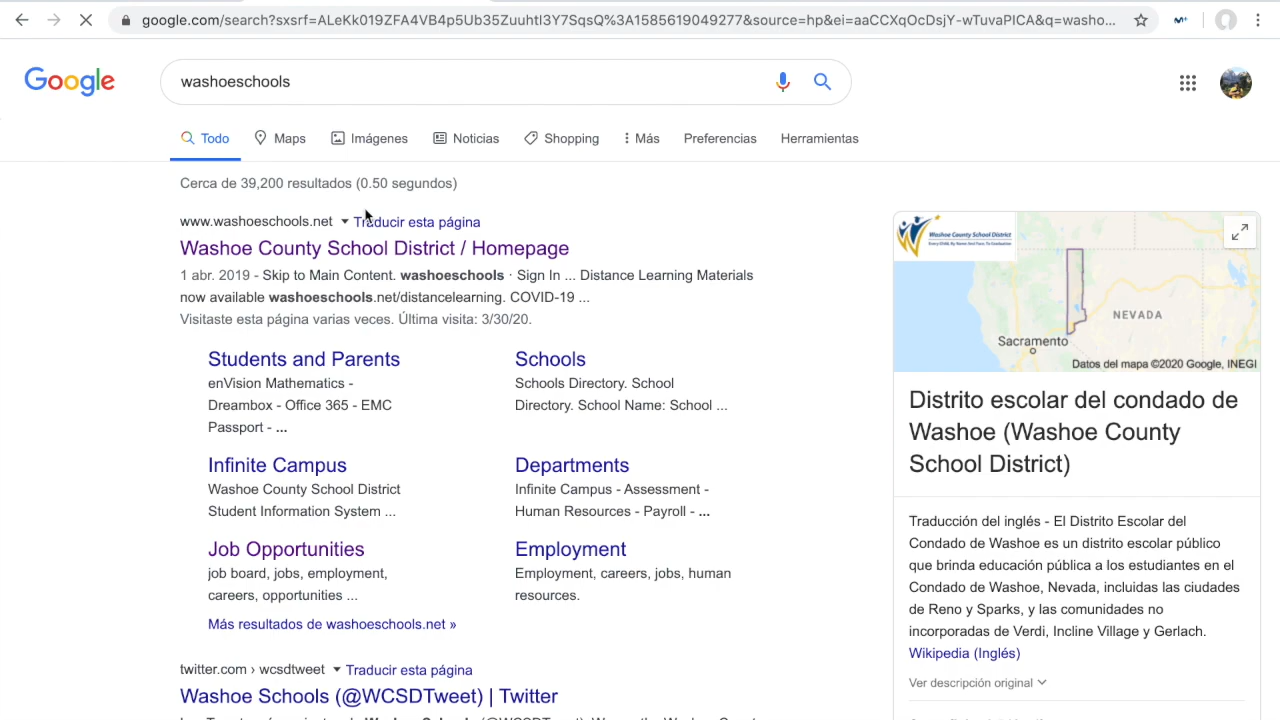 google.com/search?sxsrf=ALeKk019ZFA4VB4p5Ub35Zuuhtl3Y7SqsQ%3A1585619049277&source=hp&ei=aaCCXqOcDsjY-wTuvaPICA&q=washo...
Google
washoeschools
Todo Maps Imágenes Noticias Shopping Más Preferencias Herramientas
Cerca de 39,200 resultados (0.50 segundos)
www.washoeschools.net Traducir esta página
Washoe County School District / Homepage
1 abr. 2019 - Skip to Main Content. washoeschools · Sign In ... Distance Learning Materials
now available washoeschools.net/distancelearning. COVID-19 ...
Visitaste esta página varias veces. Última visita: 3/30/20.
Students and Parents
enVision Mathematics -
Dreambox - Office 365 - EMC
Passport - ...
Schools
Schools Directory. School
Directory. School Name: School ...
Infinite Campus
Washoe County School District
Student Information System ...
Departments
Infinite Campus - Assessment -
Human Resources - Payroll - ...
Job Opportunities
job board, jobs, employment,
careers, opportunities ...
Employment
Employment, careers, jobs, human
resources.
Más resultados de washoeschools.net »
twitter.com › wcsdtweet Traducir esta página
Washoe Schools (@WCSDTweet) | Twitter
Washoe County School District
Every Child, By Name And Face, To Graduation
NEVADA
Sacramento
Datos del mapa ©2020 Google, INEGI
Distrito escolar del condado de
Washoe (Washoe County
School District)
Traducción del inglés - El Distrito Escolar del
Condado de Washoe es un distrito escolar público
que brinda educación pública a los estudiantes en el
Condado de Washoe, Nevada, incluidas las ciudades
de Reno y Sparks, y las comunidades no
incorporadas de Verdi, Incline Village y Gerlach.
Wikipedia (Inglés)
Ver descripción original